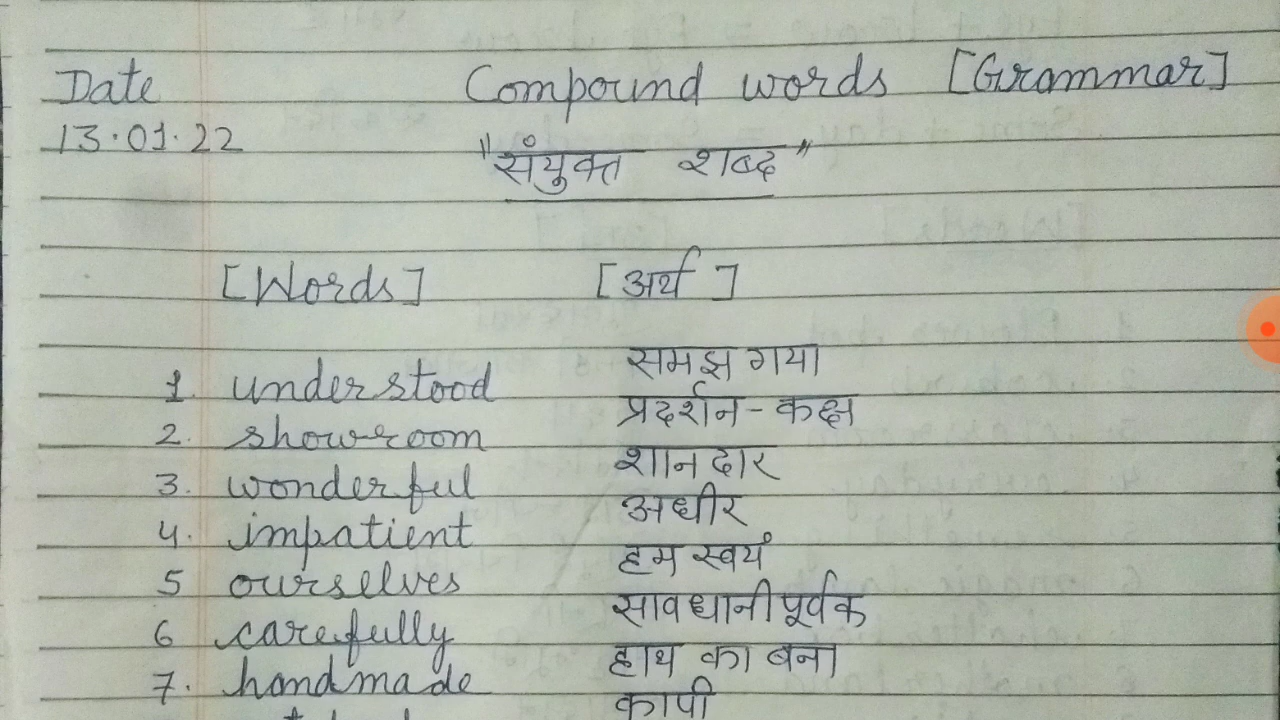 Date Compound words [Grammar]
13.01.22 "संयुक्त शब्द"
[Words] [अर्थ]
1. understood समझ गया
2. showroom प्रदर्शन-कक्ष
3. wonderful शानदार
4. impatient अधीर
5 ourselves हम स्वयं
6 carefully सावधानीपूर्वक
7. handmade हाथ का बना
कापी